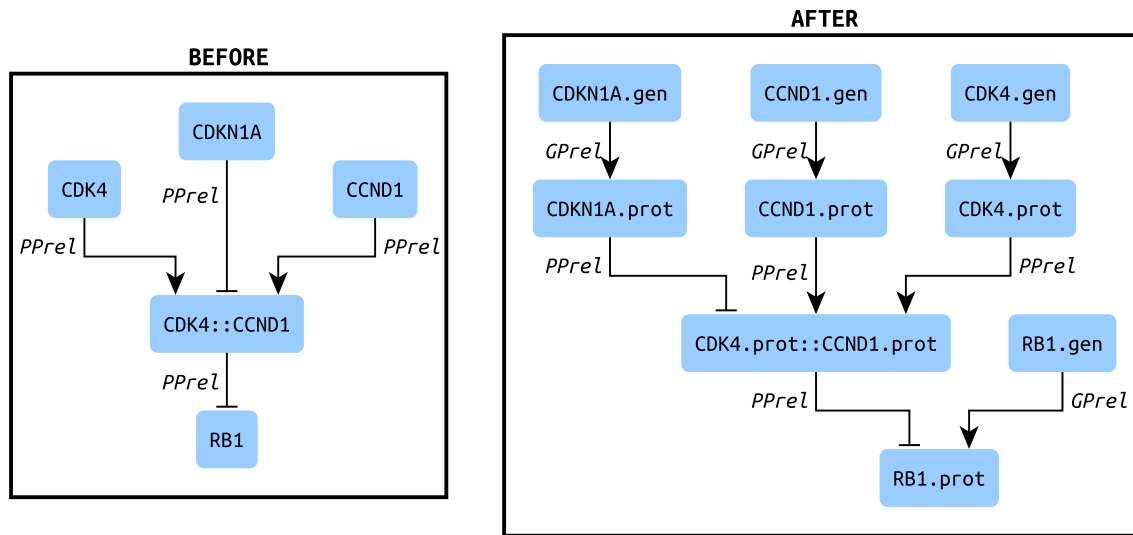 BEFORE
CDKN1A
CDK4
CCND1
PPrel
PPrel
PPrel
CDK4::CCND1
PPrel
RB1
AFTER
CDKN1A.gen
CCND1.gen
CDK4.gen
GPrel
GPrel
GPrel
CDKN1A.prot
CCND1.prot
CDK4.prot
PPrel
PPrel
PPrel
CDK4.prot::CCND1.prot
RB1.gen
PPrel
GPrel
RB1.prot